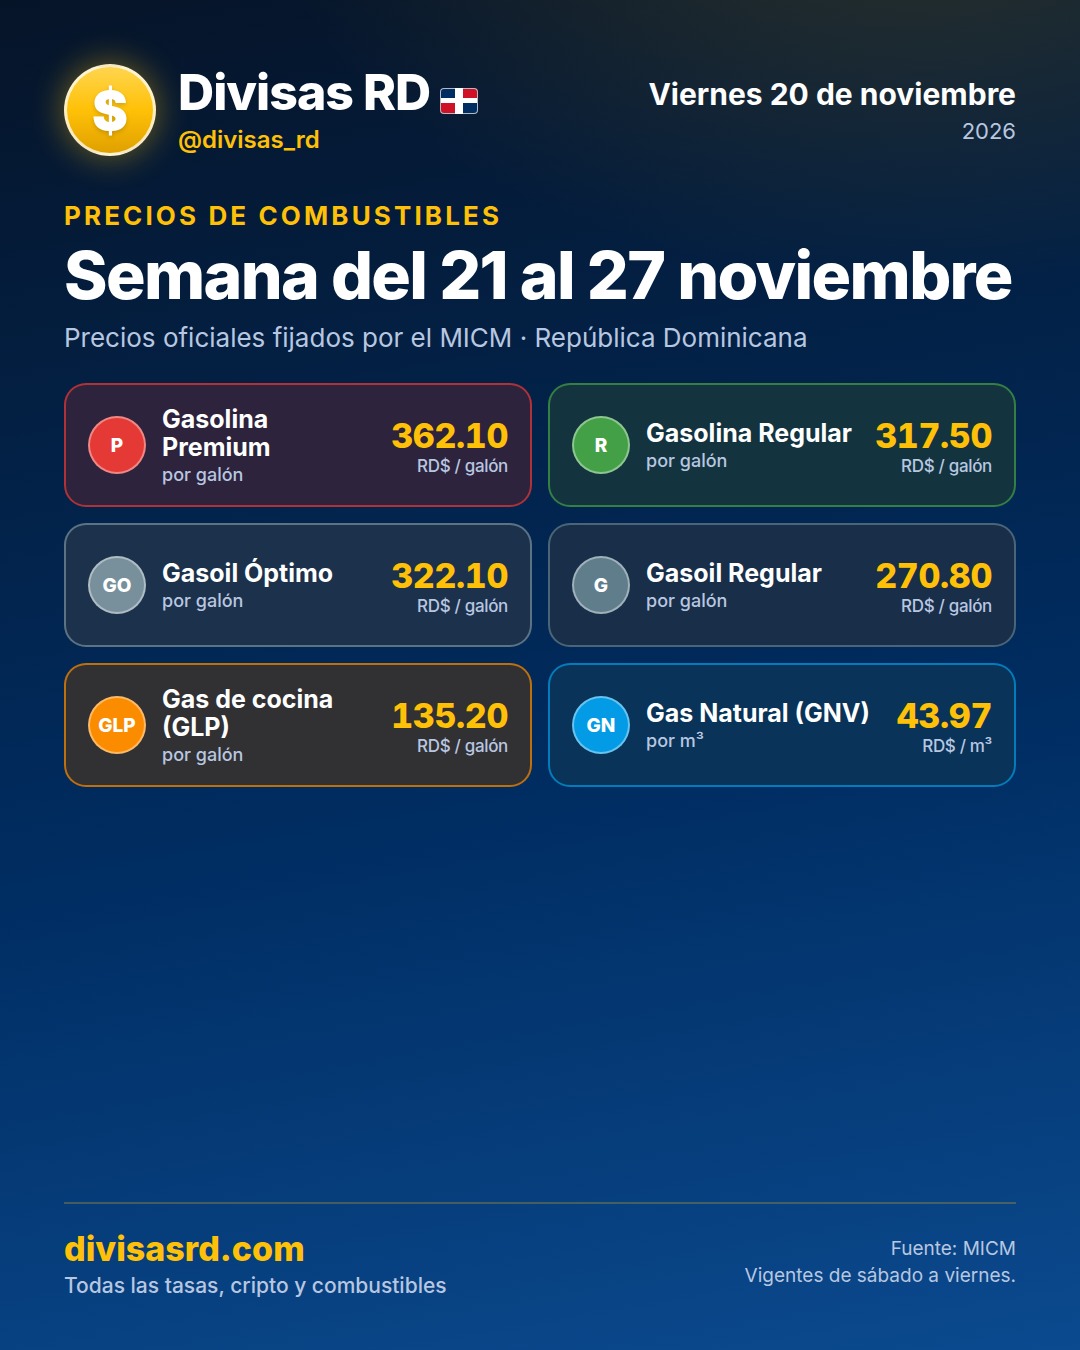 $
Divisas RD
@divisas_rd
Viernes 20 de noviembre
2026
PRECIOS DE COMBUSTIBLES
Semana del 21 al 27 noviembre
Precios oficiales fijados por el MICM · República Dominicana
P
Gasolina
Premium
por galón
362.10
RD$ / galón
R
Gasolina Regular
por galón
317.50
RD$ / galón
GO
Gasoil Óptimo
por galón
322.10
RD$ / galón
G
Gasoil Regular
por galón
270.80
RD$ / galón
GLP
Gas de cocina
(GLP)
por galón
135.20
RD$ / galón
GN
Gas Natural (GNV)
por m³
43.97
RD$ / m³
divisasrd.com
Todas las tasas, cripto y combustibles
Fuente: MICM
Vigentes de sábado a viernes.